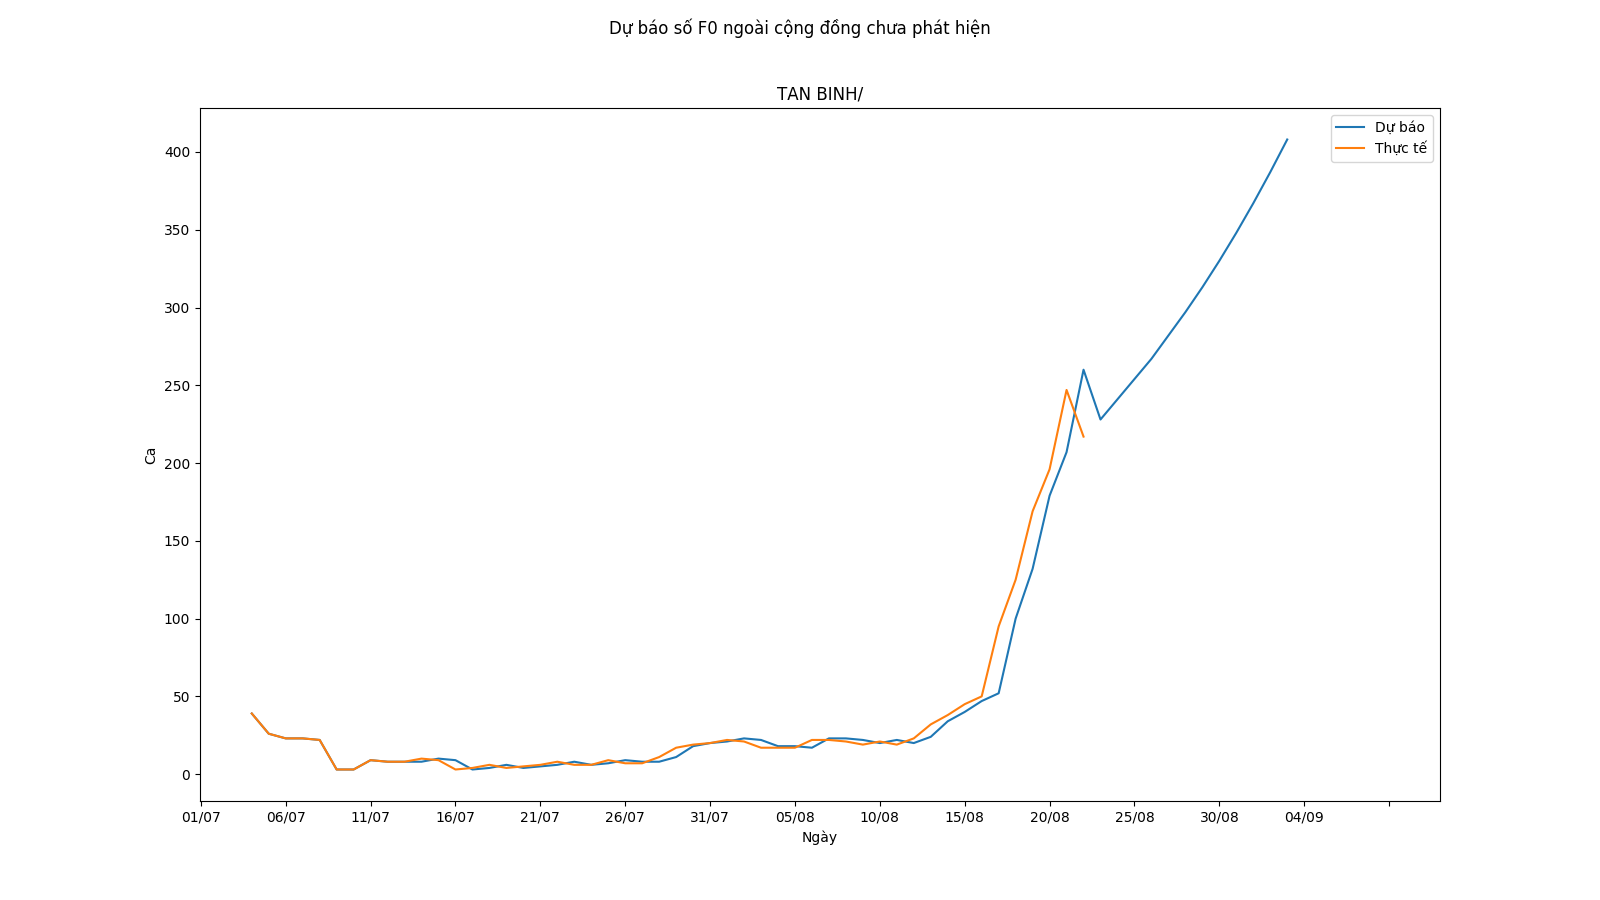 Dự báo số F0 ngoài cộng đồng chưa phát hiện
TAN BINH/
Dự báo
Thực tế
400
350
300
250
200
150
100
50
0
Ca
01/07 06/07 11/07 16/07 21/07 26/07 31/07 05/08 10/08 15/08 20/08 25/08 30/08 04/09
Ngày